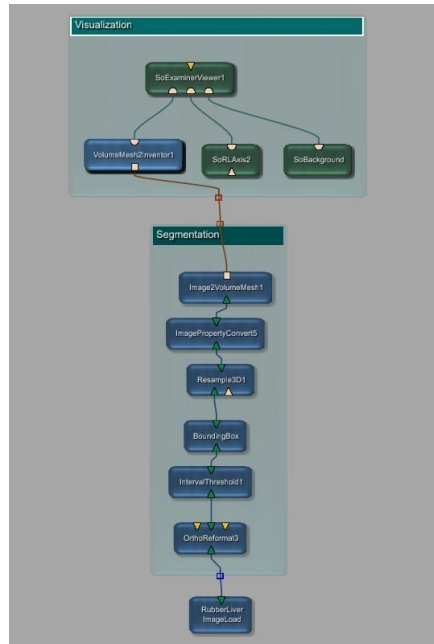 Visualization
SoExaminerViewer1
VolumeMesh2Inventor1
SoRLAxis2
SoBackground
Segmentation
Image2VolumeMesh1
ImagePropertyConvert5
Resample3D1
BoundingBox
IntervalThreshold1
OrthoReformat3
RubberLiver
ImageLoad